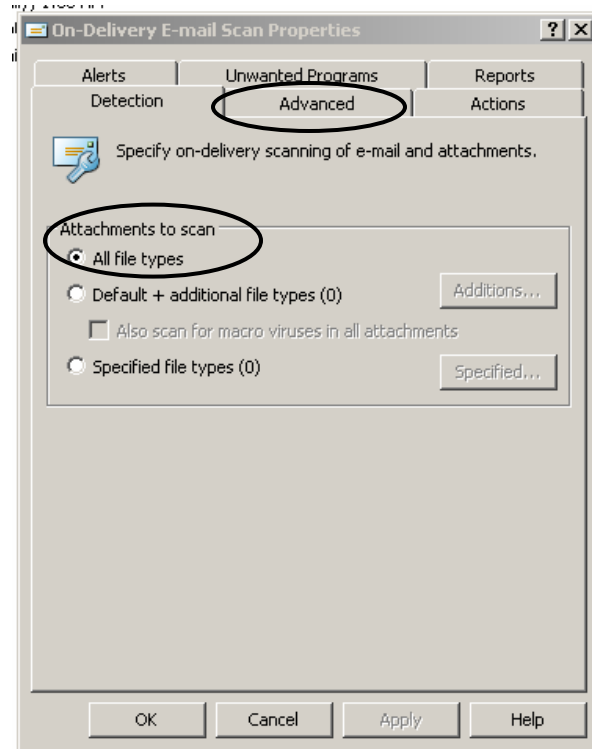 On-Delivery E-mail Scan Properties
Alerts Unwanted Programs Reports
Detection Advanced Actions
Specify on-delivery scanning of e-mail and attachments.
Attachments to scan
All file types
Default + additional file types (0) Additions...
Also scan for macro viruses in all attachments
Specified file types (0) Specified...
OK Cancel Apply Help